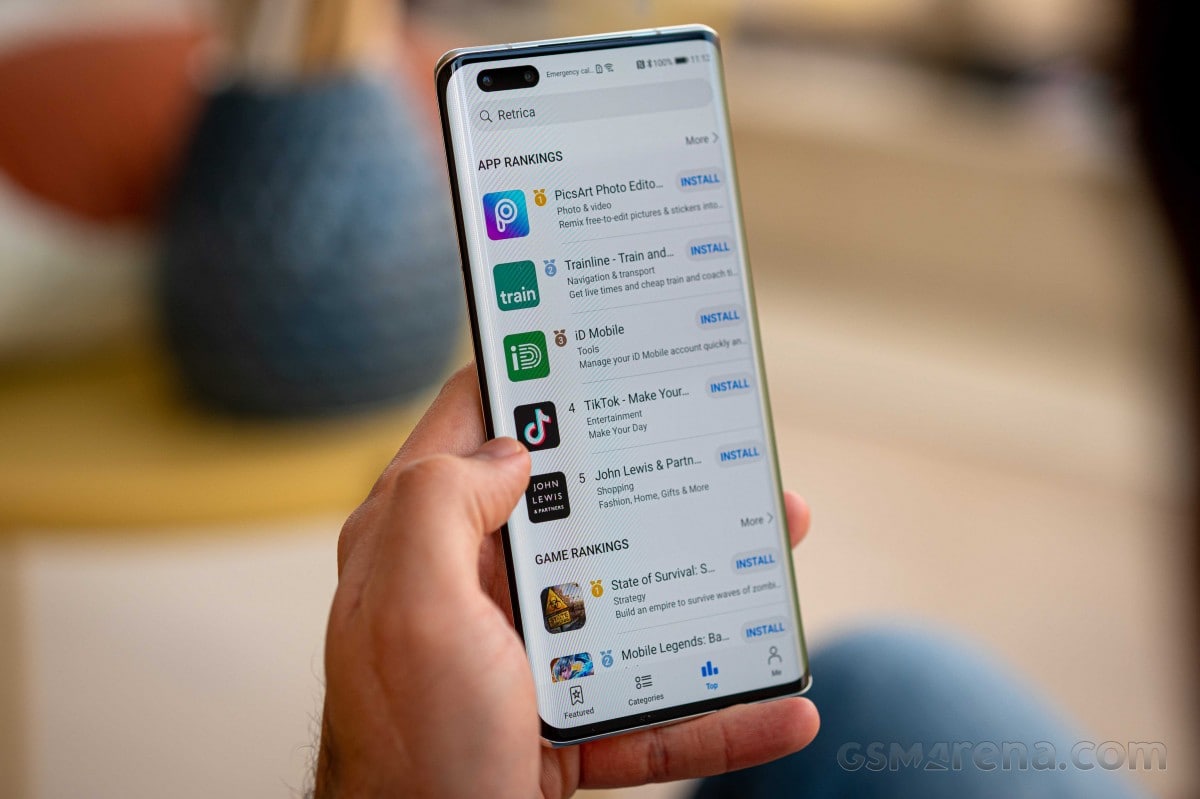 Emergency cal... 100% 11:12
Retrica
APP RANKINGS
More
1 PicsArt Photo Edito... INSTALL
Photo & video
Remix free-to-edit pictures & stickers into...
train
2 Trainline - Train and... INSTALL
Navigation & transport
Get live times and cheap train and coach ti...
iD
3 iD Mobile INSTALL
Tools
Manage your iD Mobile account quickly an...
4 TikTok - Make Your... INSTALL
Entertainment
Make Your Day
JOHN
LEWIS
& PARTNERS
5 John Lewis & Partn... INSTALL
Shopping
Fashion, Home, Gifts & More
More
GAME RANKINGS
1 State of Survival: S... INSTALL
Strategy
Build an empire to survive waves of zombi...
2 Mobile Legends: Ba... INSTALL
Featured
Categories
Top
Me
GSMArena.com